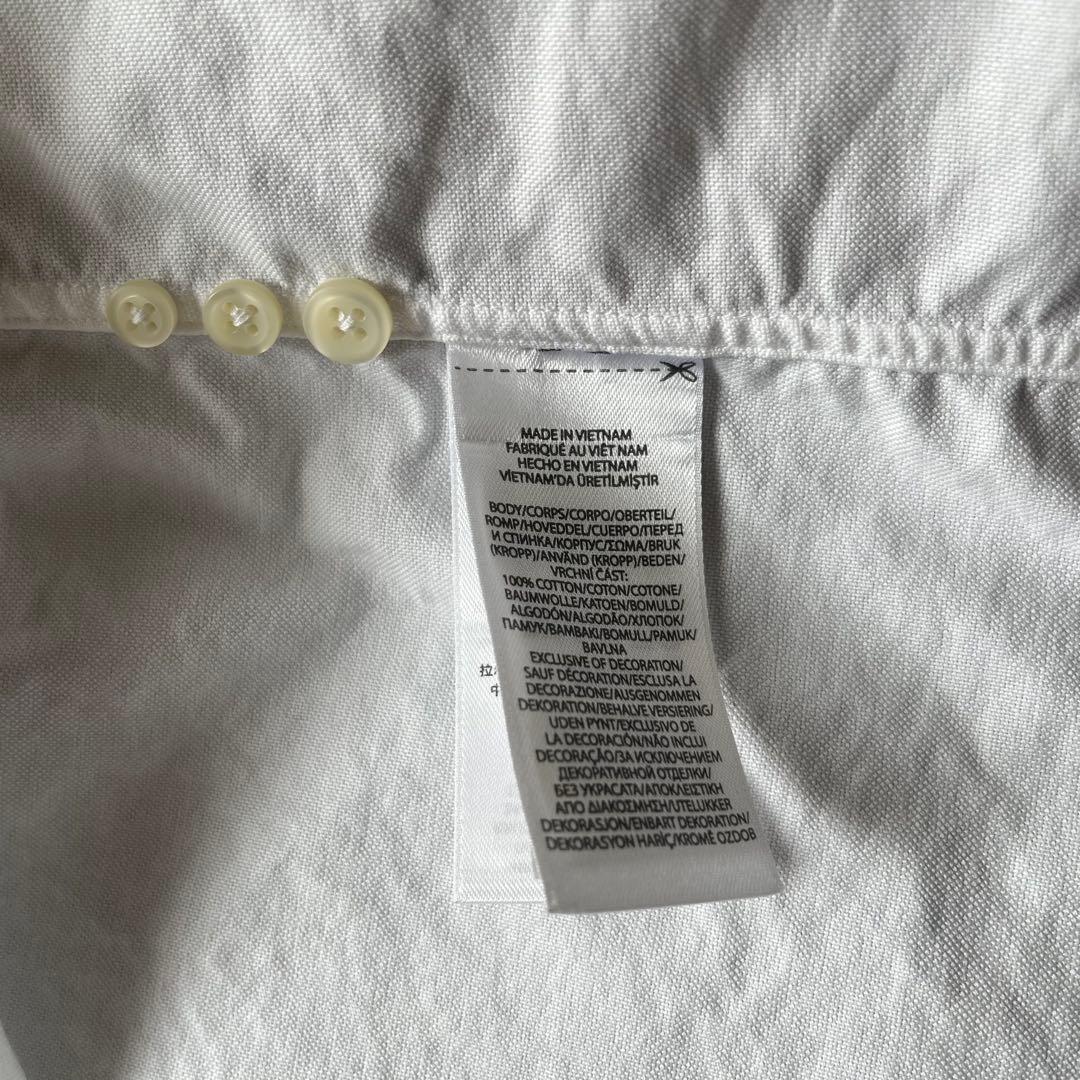 MADE IN VIETNAM
FABRIQUÉ AU VIÊT NAM
HECHO EN VIETNAM
VİETNAM'DA ÜRETİLMİŞTİR
BODY/CORPS/CORPO/OBERTEIL/
ROMP/HOVEDDEL/CUERPO/ПЕРЕД
И СПИНКА/КОРПУС/ΣΩΜΑ/BRUK
(KROPP)/ANVÄND (KROPP)/BEDEN/
VRCHNÍ ČÁST:
100% COTTON/COTON/COTONE/
BAUMWOLLE/KATOEN/BOMULD/
ALGODÓN/ALGODÃO/ХЛОПОК/
ПАМУК/ΒΑΜΒΑΚΙ/BOMULL/PAMUK/
BAVLNA
EXCLUSIVE OF DECORATION/
SAUF DÉCORATION/ESCLUSA LA
DECORAZIONE/AUSGENOMMEN
DEKORATION/BEHALVE VERSIERING/
UDEN PYNT/EXCLUSIVO DE
LA DECORACIÓN/NÃO INCLUI
DECORAÇÃO/ЗА ИСКЛЮЧЕНИЕМ
ДЕКОРАТИВНОЙ ОТДЕЛКИ/
БЕЗ УКРАСАТА/ΑΠΟΚΛΕΙΣΤΙΚΗ
ΑΠΟ ΔΙΑΚΟΣΜΗΣΗ/UTELUKKER
DEKORASJON/ENBART DEKORATION/
DEKORASYON HARİÇ/KROMĚ OZDOB
拉